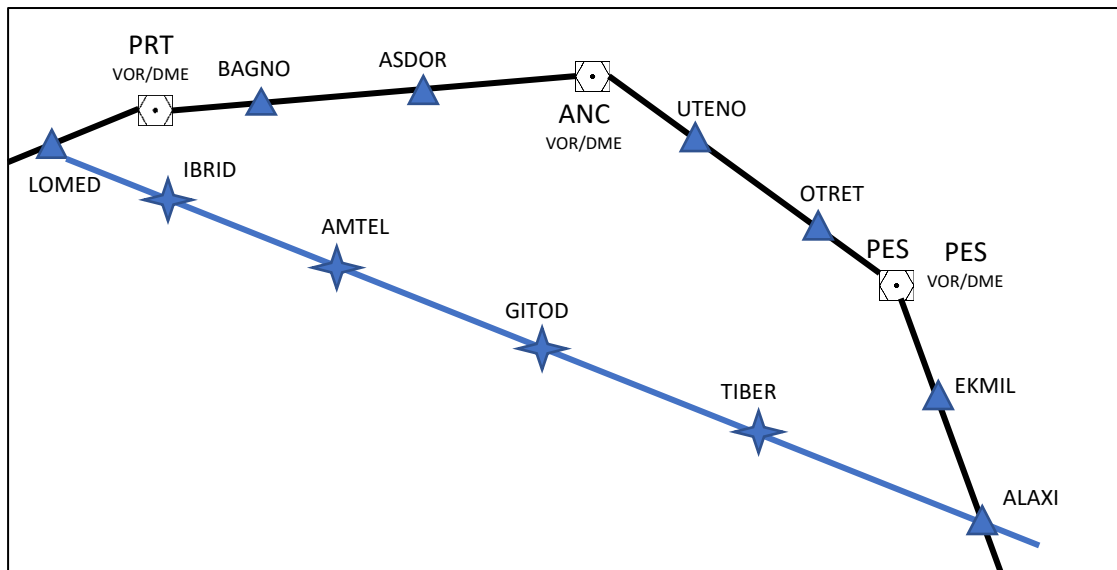 PRT
VOR/DME
BAGNO
ASDOR
ANC
VOR/DME
UTENO
LOMED
IBRID
OTRET
AMTEL
PES
PES
VOR/DME
GITOD
TIBER
EKMIL
ALAXI